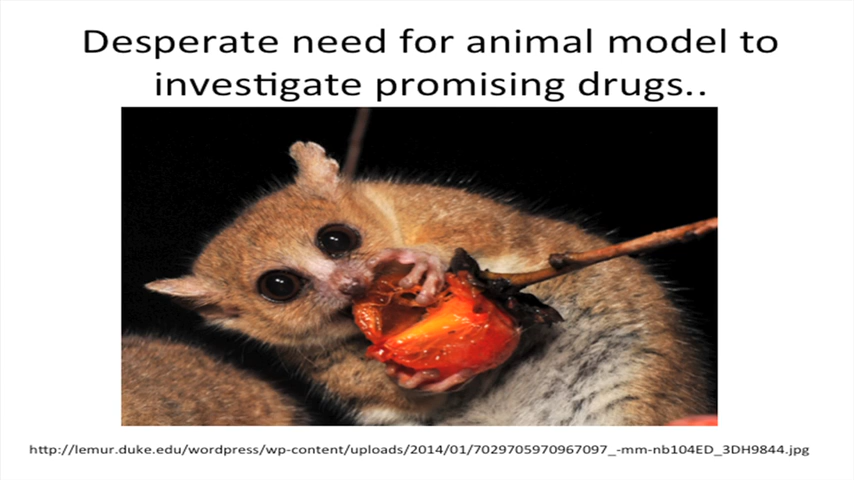 Desperate need for animal model to
investigate promising drugs..
http://lemur.duke.edu/wordpress/wp-content/uploads/2014/01/7029705970967097_-mm-nb104ED_3DH9844.jpg